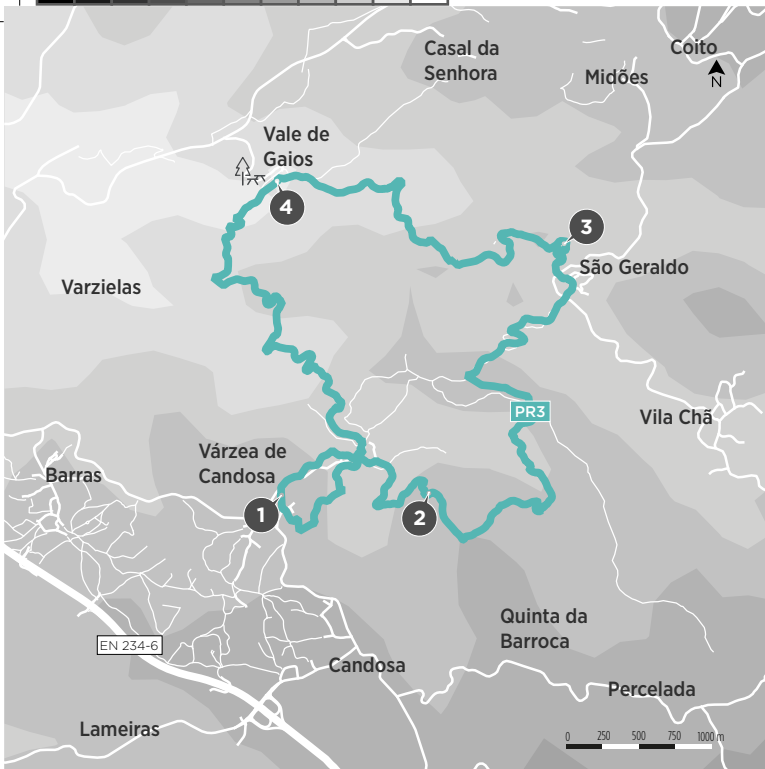 Casal da
Senhora
Coito
Midões
N
Vale de
Gaios
4
3
São Geraldo
Varzielas
PR3
Vila Chã
Várzea de
Candosa
Barras
1
2
Quinta da
Barroca
EN 234-6
Candosa
Percelada
Lameiras
0 250 500 750 1000 m